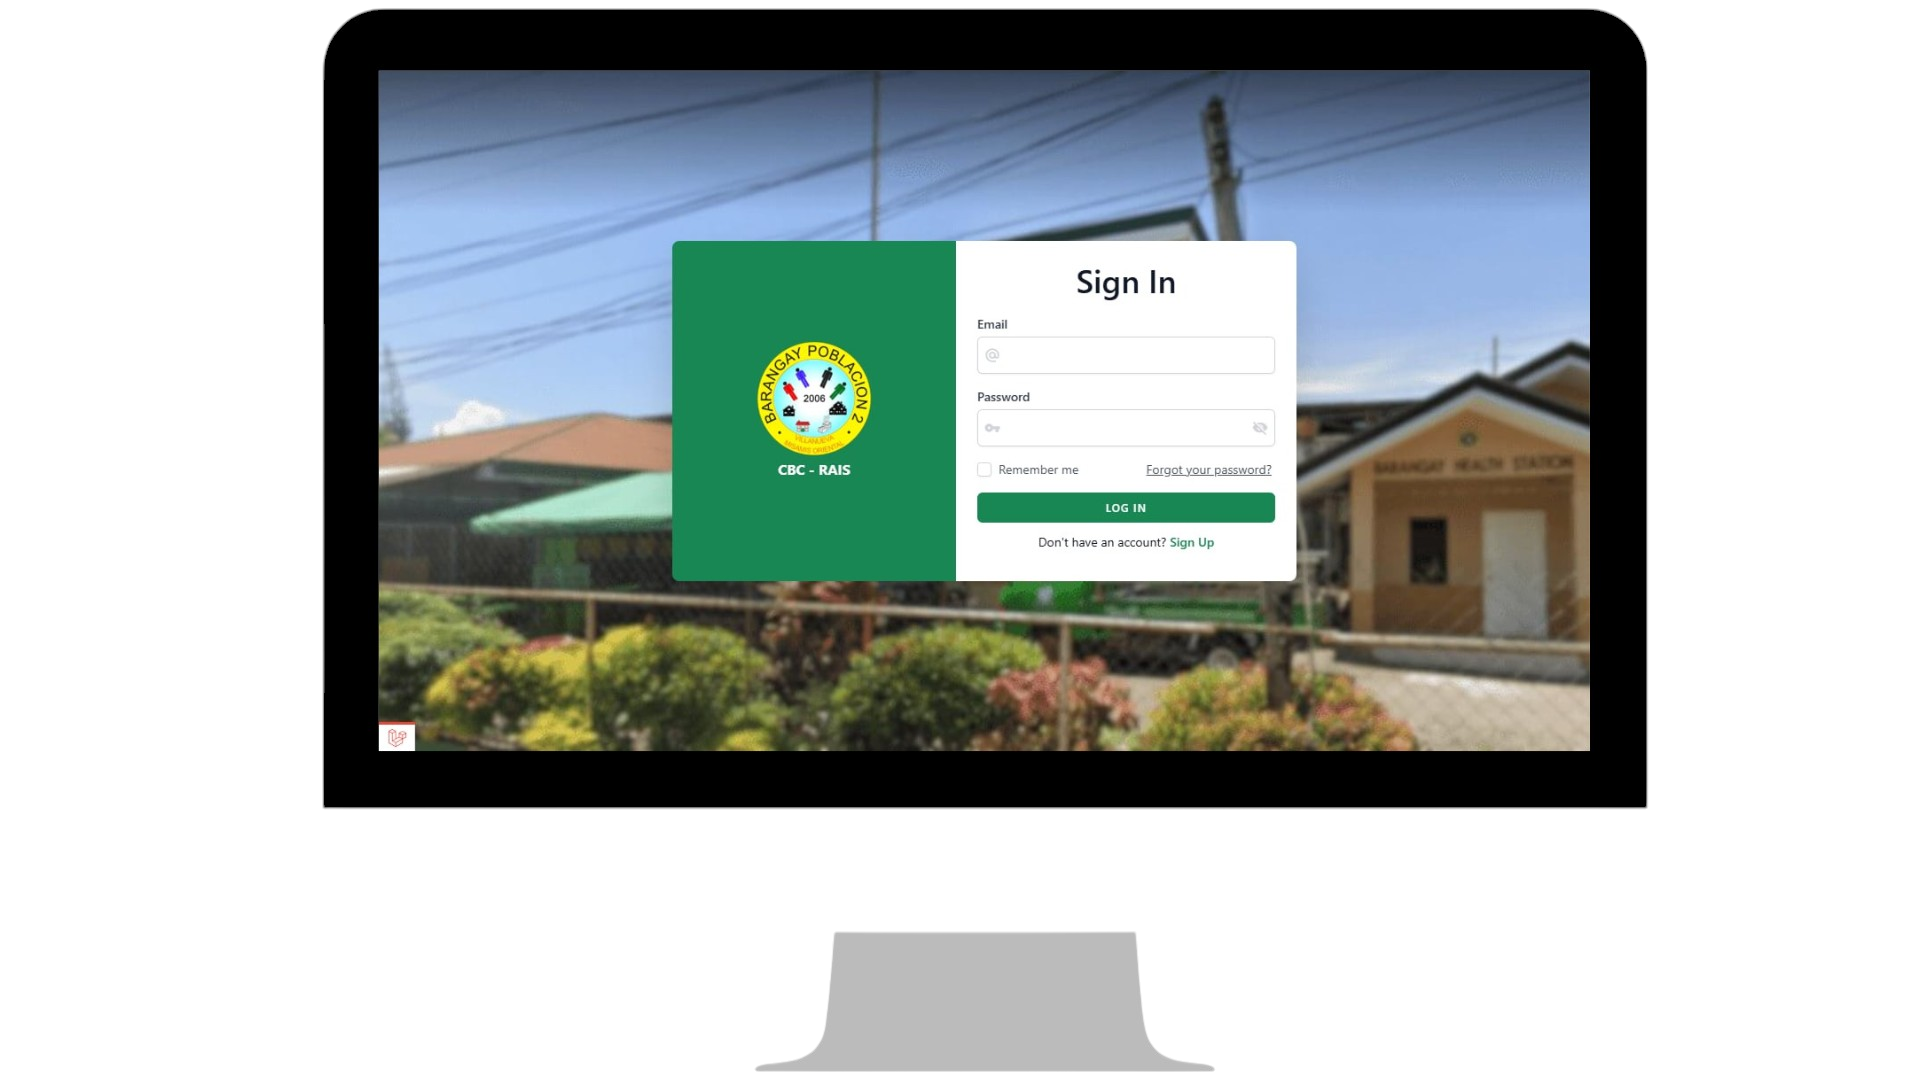 Sign In
Email
Password
Remember me
Forgot your password?
LOG IN
Don't have an account? Sign Up
BARANGAY POBLACION 2
2006
VILLANUEVA
MISAMIS ORIENTAL
CBC - RAIS
BARANGAY HEALTH STATION